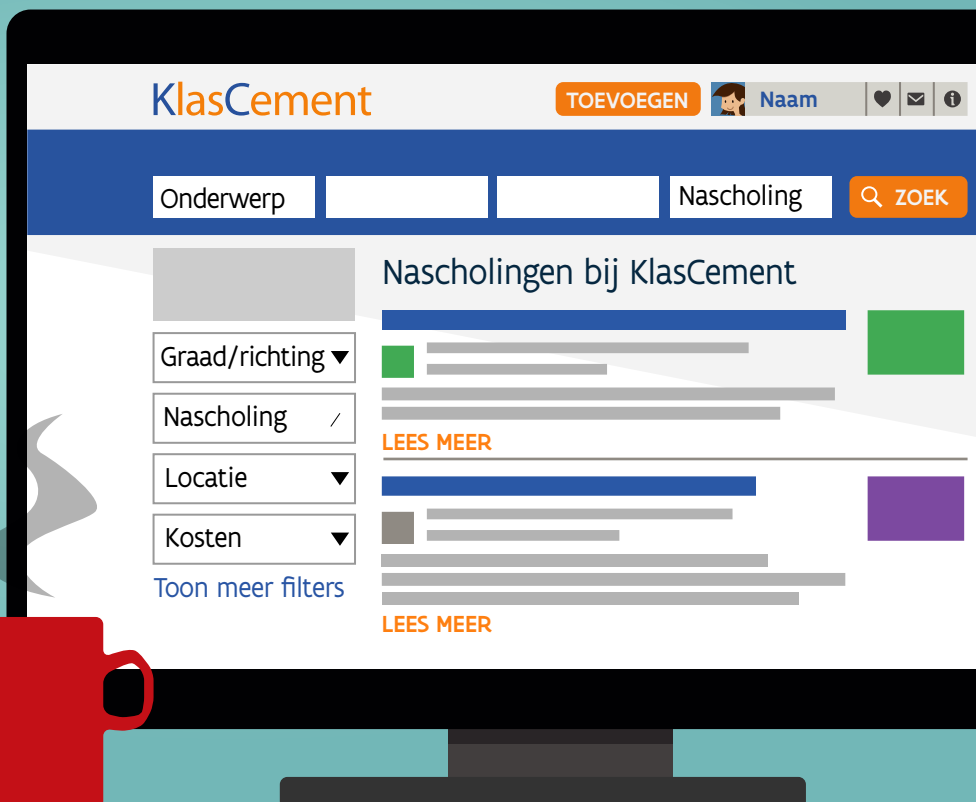 KlasCement
TOEVOEGEN
Naam
Onderwerp
Nascholing
ZOEK
Nascholingen bij KlasCement
Graad/richting
Nascholing
Locatie
Kosten
Toon meer filters
LEES MEER
LEES MEER